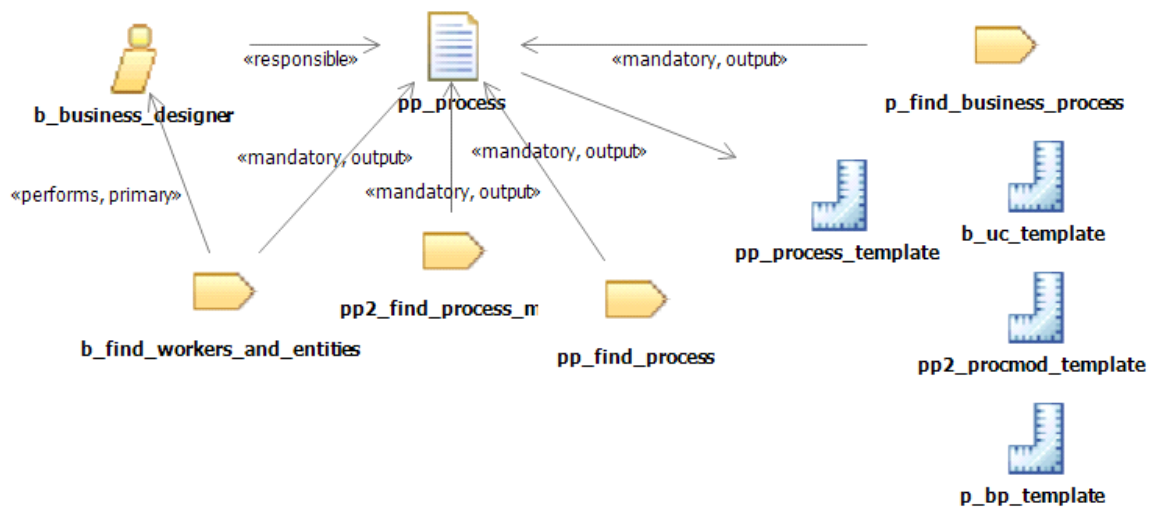 «responsible»
«mandatory, output»
b_business_designer
pp_process
p_find_business_process
«mandatory, output»
«mandatory, output»
«performs, primary»
«mandatory, output»
pp_process_template
b_uc_template
pp2_find_process_m
b_find_workers_and_entities
pp_find_process
pp2_procmod_template
p_bp_template